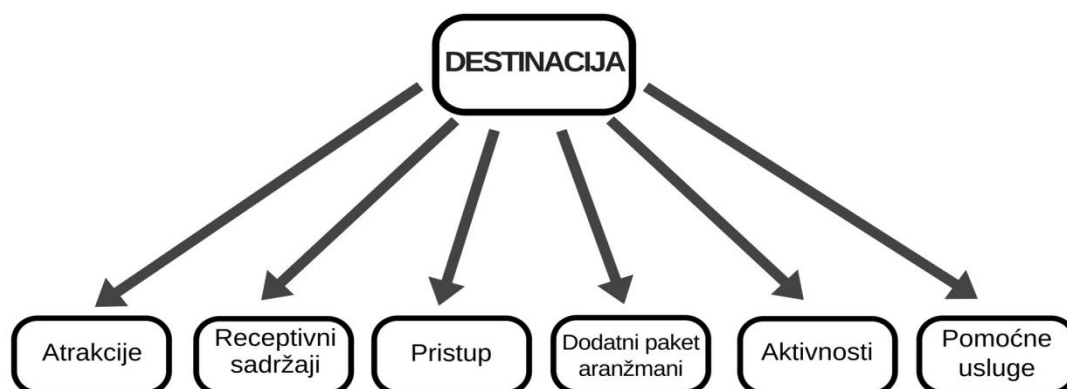 DESTINACIJA
Atrakcije
Receptivni
sadržaji
Pristup
Dodatni paket
aranžmani
Aktivnosti
Pomoćne
usluge